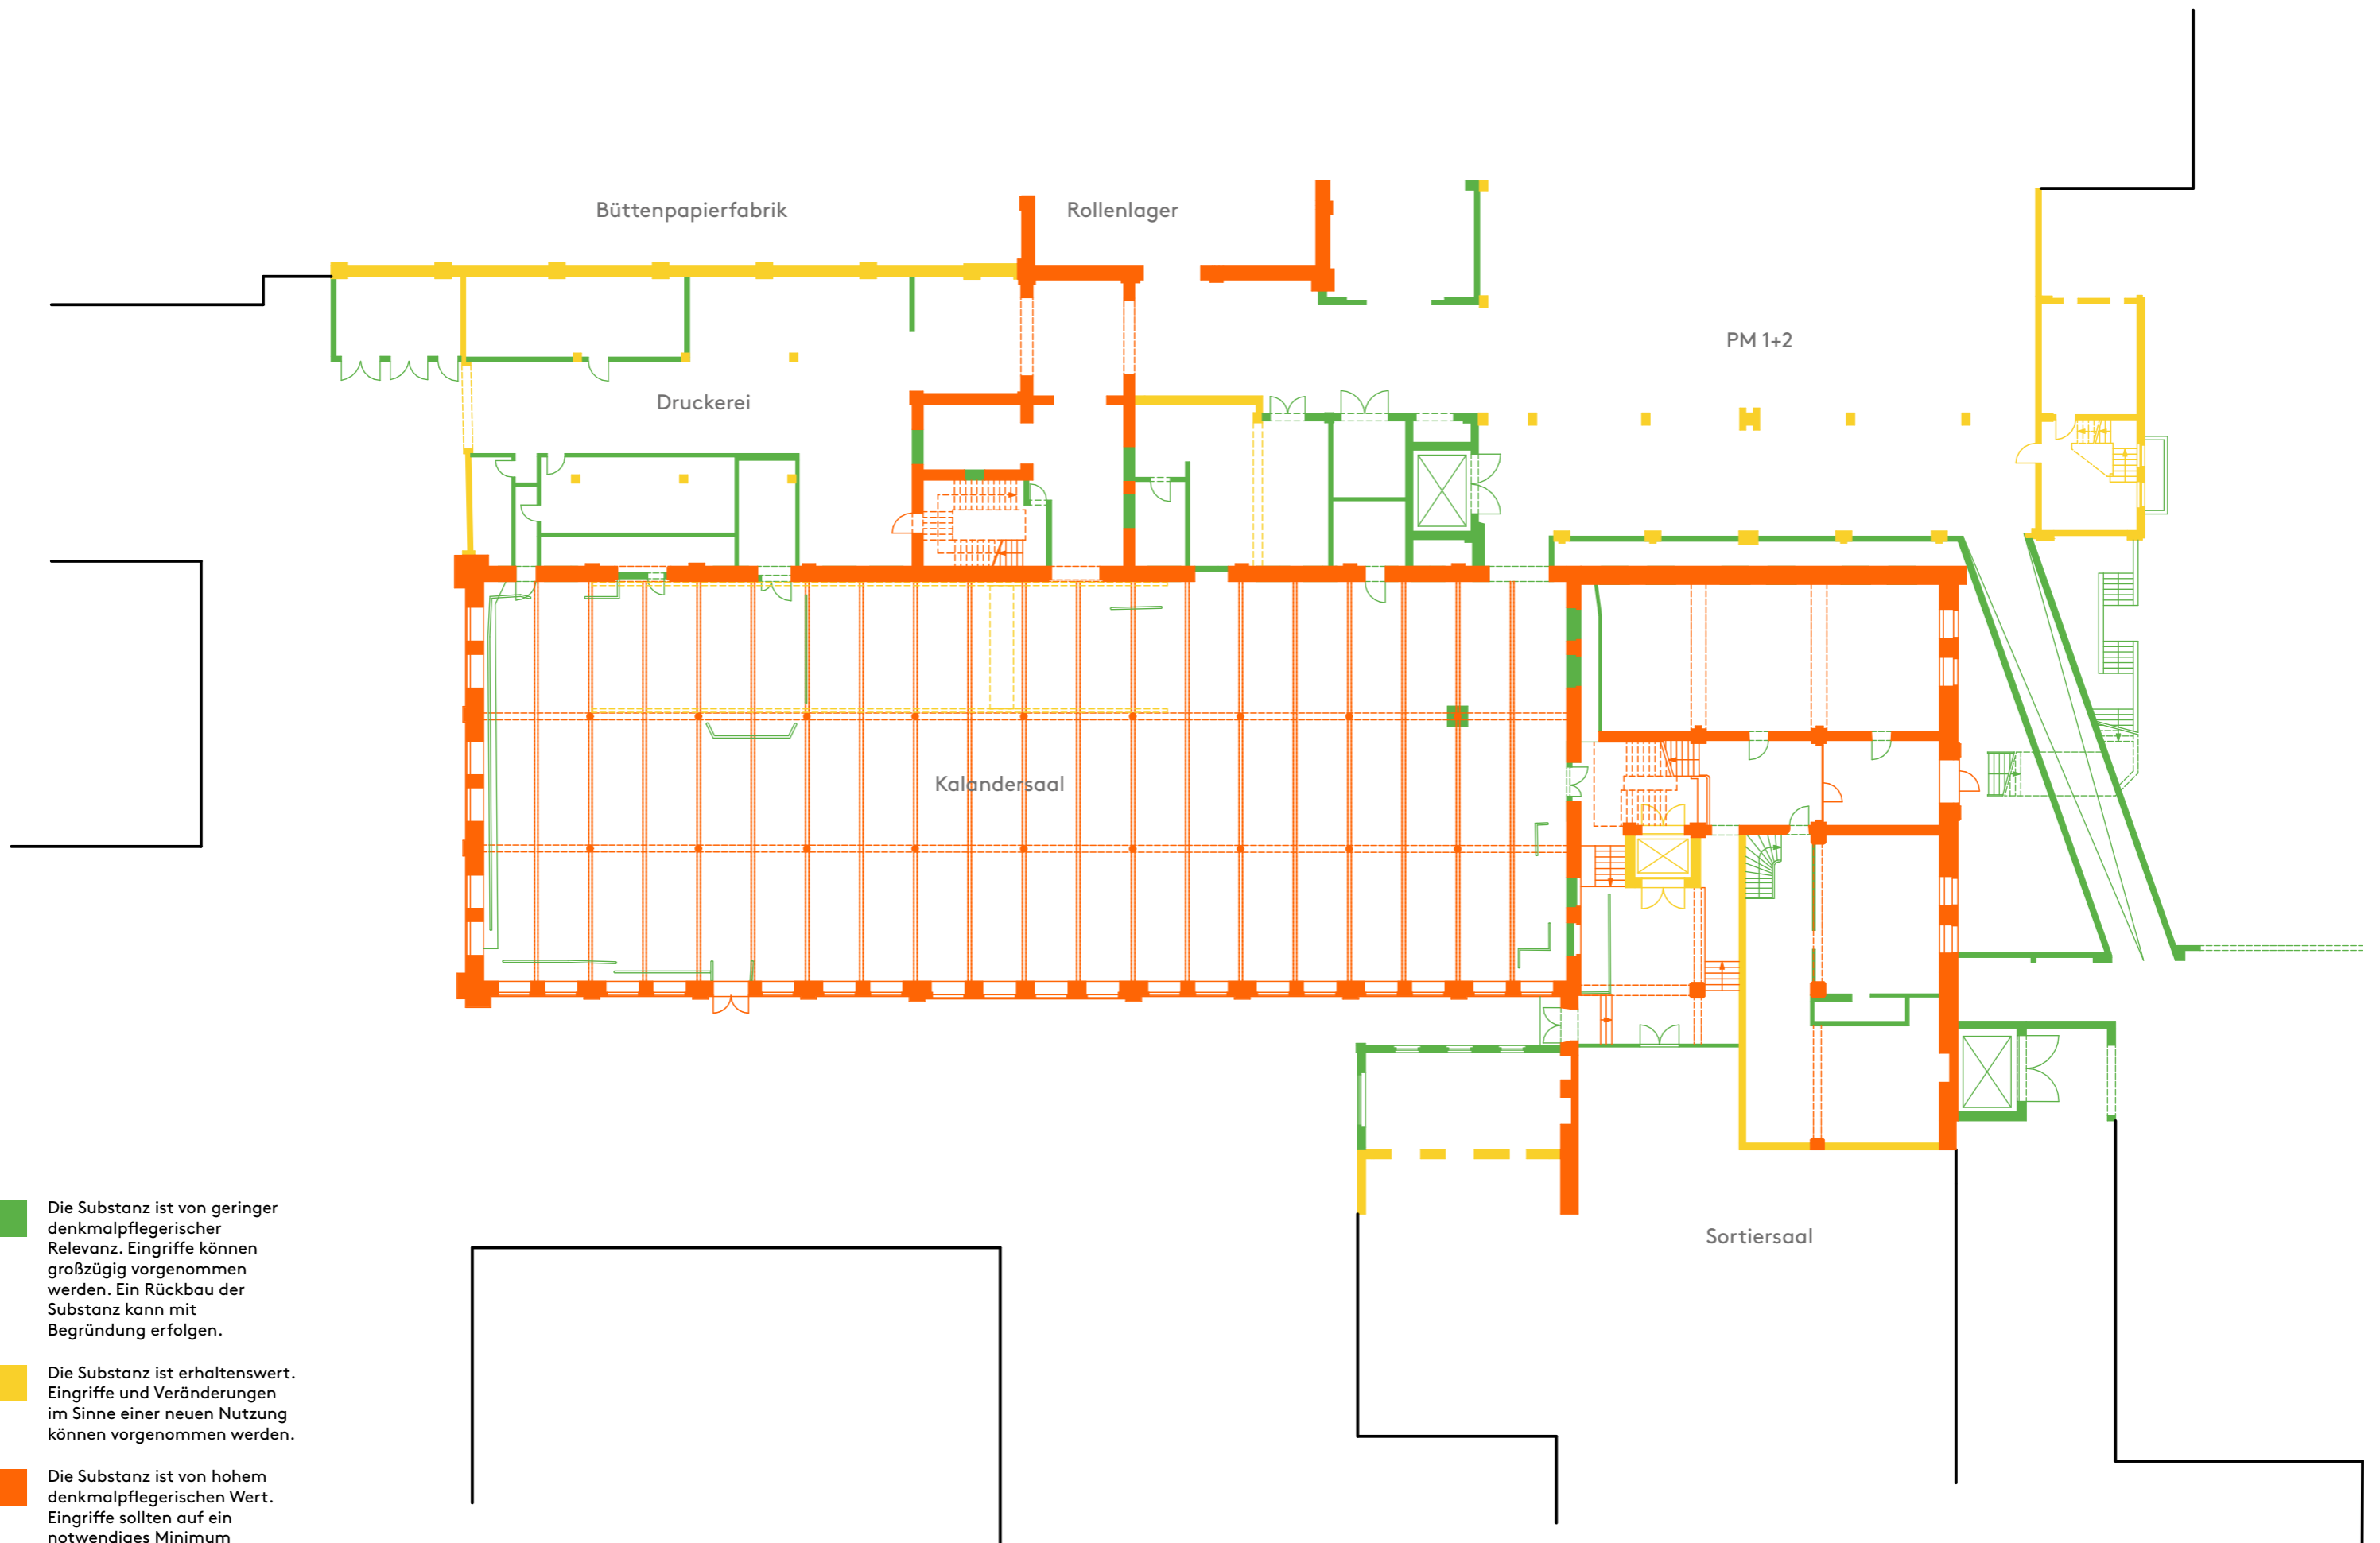 Büttenpapierfabrik
Rollenlager
PM 1+2
Druckerei
Kalandersaal
Sortiersaal
Die Substanz ist von geringer
denkmalpflegerischer
Relevanz. Eingriffe können
großzügig vorgenommen
werden. Ein Rückbau der
Substanz kann mit
Begründung erfolgen.
Die Substanz ist erhaltenswert.
Eingriffe und Veränderungen
im Sinne einer neuen Nutzung
können vorgenommen werden.
Die Substanz ist von hohem
denkmalpflegerischen Wert.
Eingriffe sollten auf ein
notwendiges Minimum